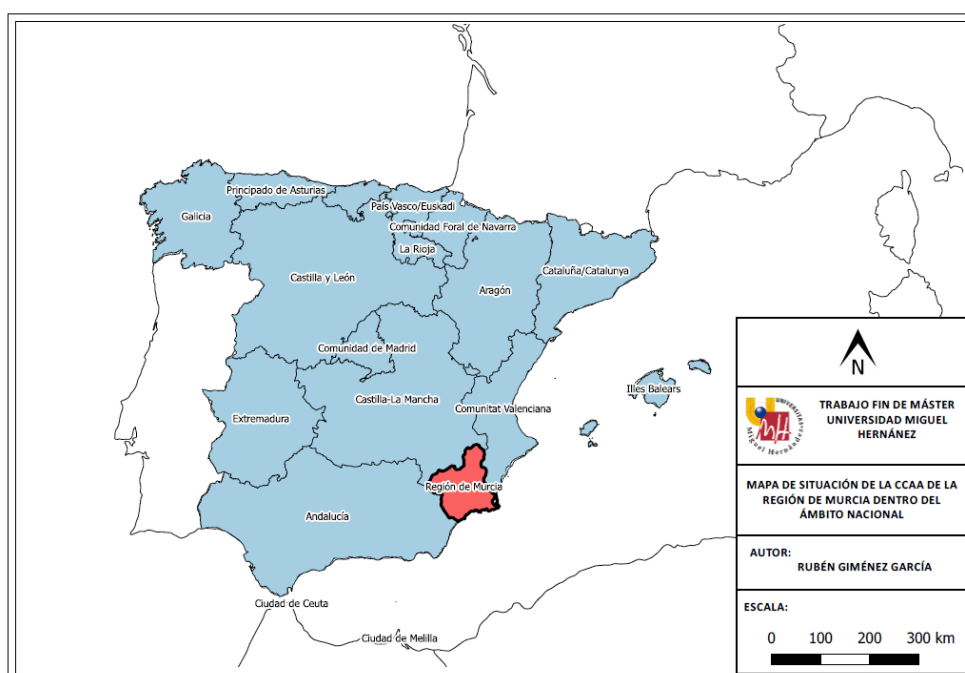 Principado de Asturias
País Vasco/Euskadi
Galicia
Comunidad Foral de Navarra
La Rioja
Castilla y León
Cataluña/Catalunya
Aragón
Comunidad de Madrid
Illes Balears
Castilla-La Mancha
Comunitat Valenciana
Extremadura
Región de Murcia
Andalucía
Ciudad de Ceuta
Ciudad de Melilla
N
UNIVERSITAS
Miguel Hernández
TRABAJO FIN DE MÁSTER
UNIVERSIDAD MIGUEL
HERNÁNEZ
MAPA DE SITUACIÓN DE LA CCAA DE LA
REGIÓN DE MURCIA DENTRO DEL
ÁMBITO NACIONAL
AUTOR:
RUBÉN GIMÉNEZ GARCÍA
ESCALA:
0 100 200 300 km